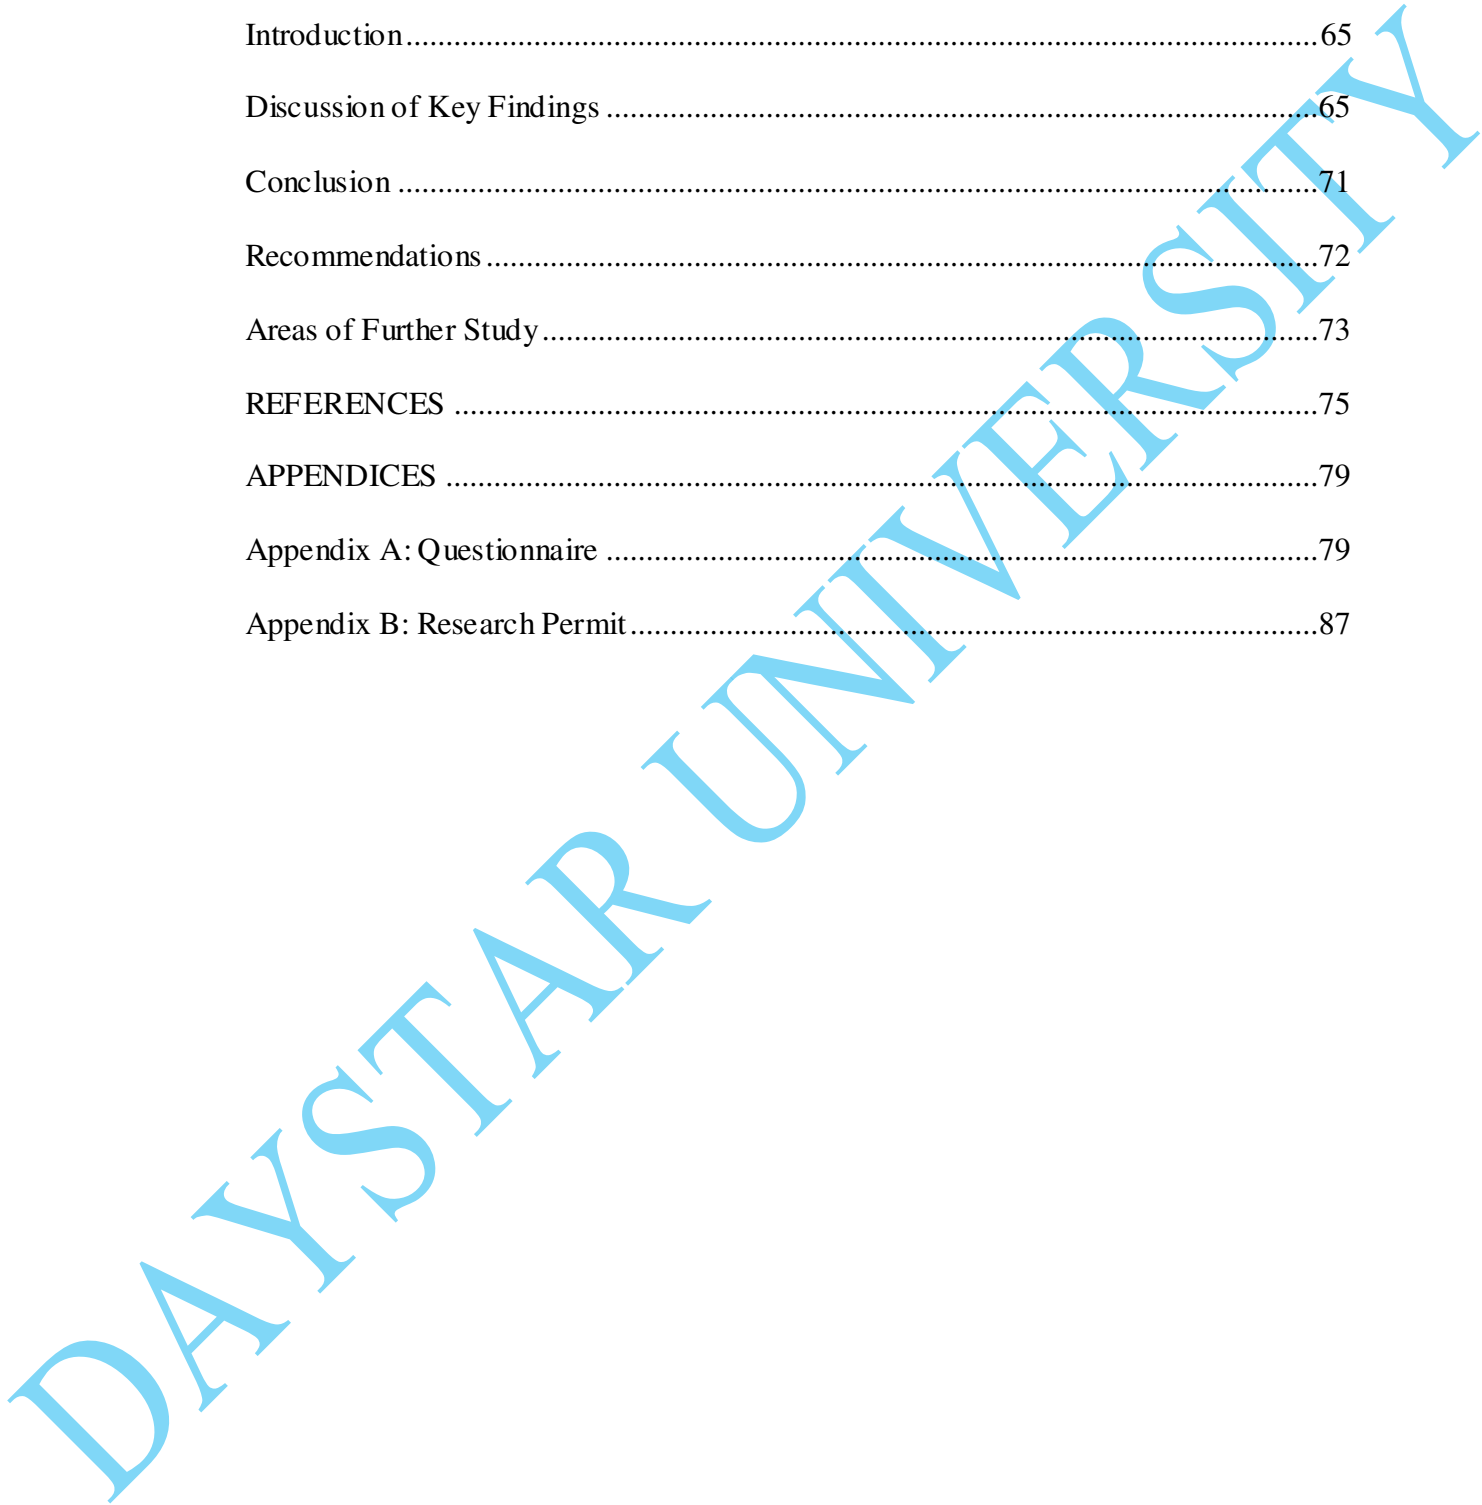 Introduction....................................................................................................................65
Discussion of Key Findings ..........................................................................................65
Conclusion .....................................................................................................................71
Recommendations ..........................................................................................................72
Areas of Further Study...................................................................................................73
REFERENCES ..............................................................................................................75
APPENDICES ...............................................................................................................79
Appendix A: Questionnaire ..........................................................................................79
Appendix B: Research Permit.......................................................................................87
DAYSTAR UNIVERSITY